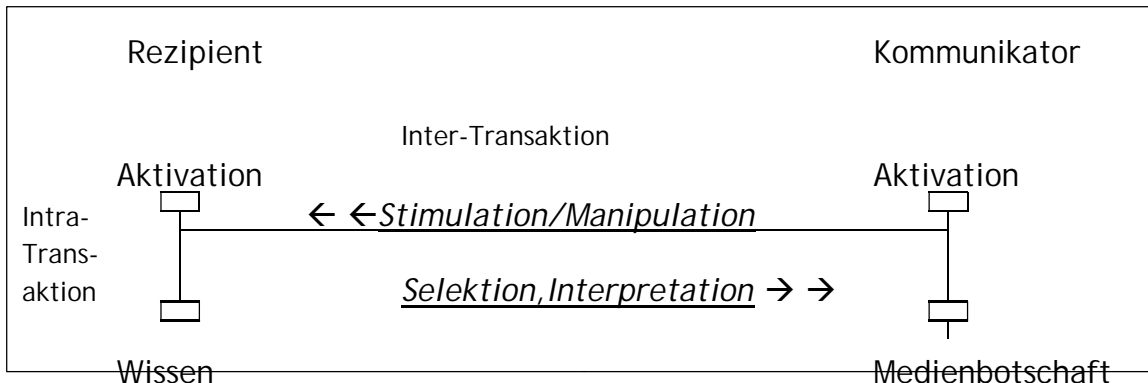 Rezipient Kommunikator
Inter-Transaktion
Aktivation Aktivation
Intra-
Trans-
aktion
← ←Stimulation/Manipulation
Selektion,Interpretation → →
Wissen Medienbotschaft